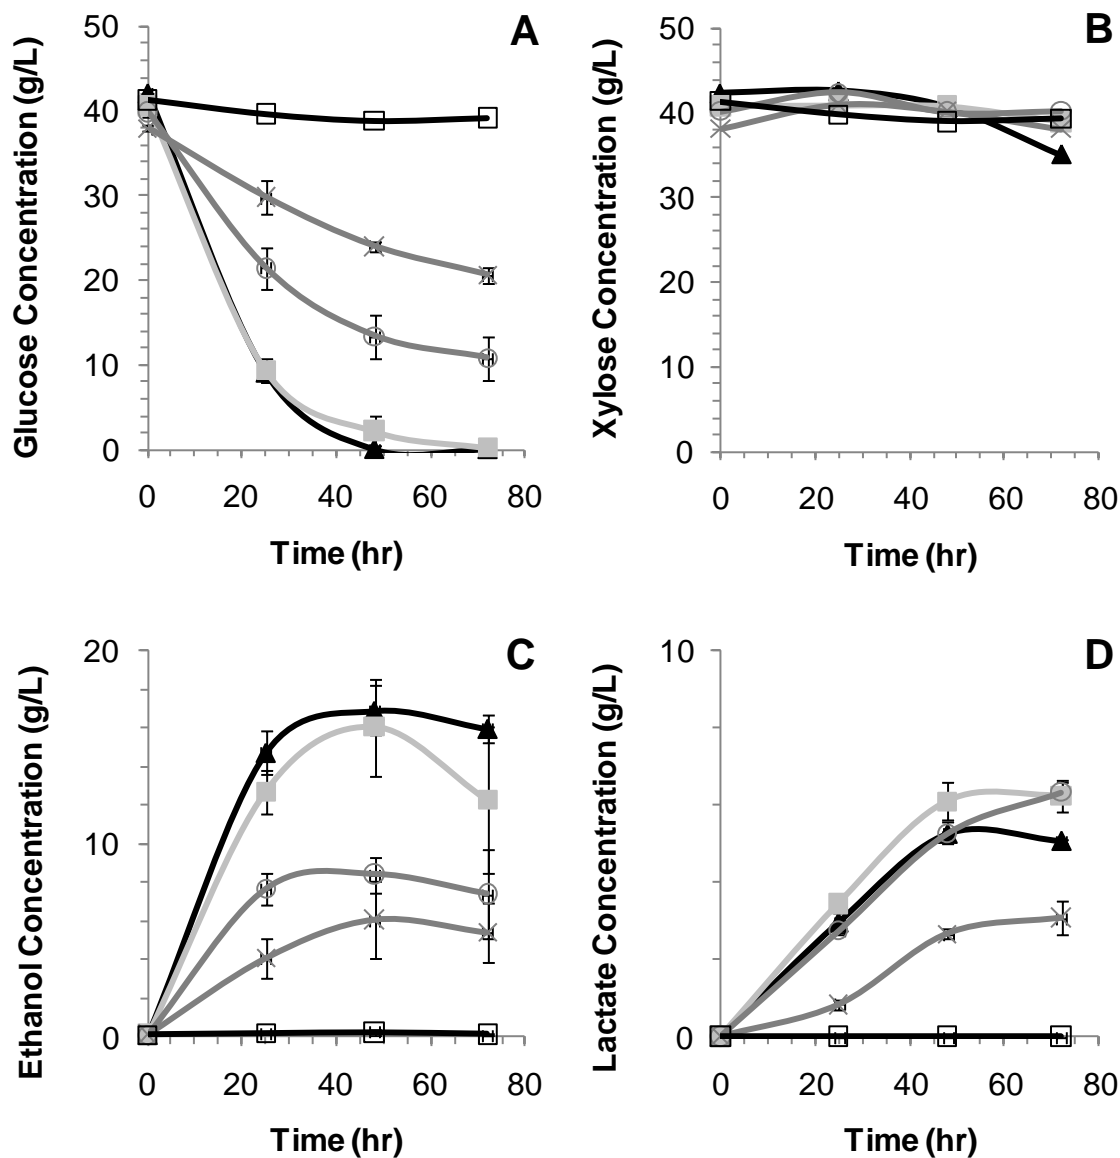 A
Glucose Concentration (g/L)
50
40
30
20
10
0
0 20 40 60 80
Time (hr)
B
Xylose Concentration (g/L)
50
40
30
20
10
0
0 20 40 60 80 100
Time (hr)
C
Ethanol Concentration (g/L)
20
10
0
0 20 40 60 80
Time (hr)
D
Lactate Concentration (g/L)
10
0
0 20 40 60 80 100
Time (hr)